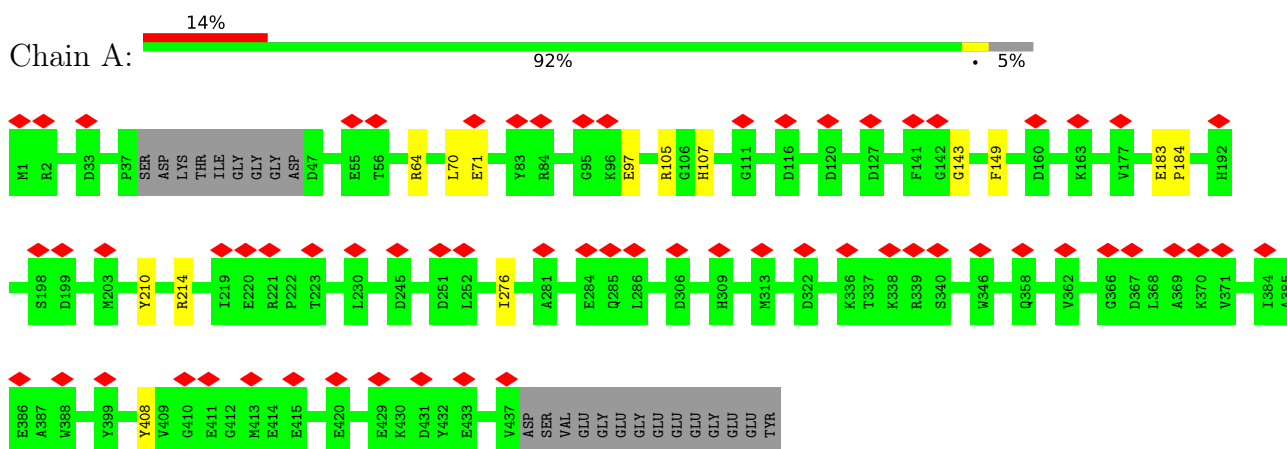 14%
Chain A:
92% • 5%
M1 R2 D33 P37 SER ASP LYS THR ILE GLY GLY GLY ASP D47 E55 T56 R64 L70 E71 Y83 R84 G95 K96 E97 R105 G106 H107 G111 D116 D120 D127 F141 G142 G143 F149 D160 K163 V177 E183 P184 H192
S198 D199 M203 Y210 R214 I219 E220 R221 P222 T223 L230 D245 D251 L252 I276 A281 E284 Q285 L286 D306 H309 M313 D322 K336 T337 K338 R339 S340 W346 Q358 V362 G366 D367 L368 A369 K370 V371 I384
E386 A387 W388 Y399 Y408 V409 G410 E411 G412 M413 E414 E415 E420 E429 K430 D431 Y432 E433 V437 ASP SER VAL GLU GLY GLU GLY GLU GLU GLU GLY GLU GLU TYR